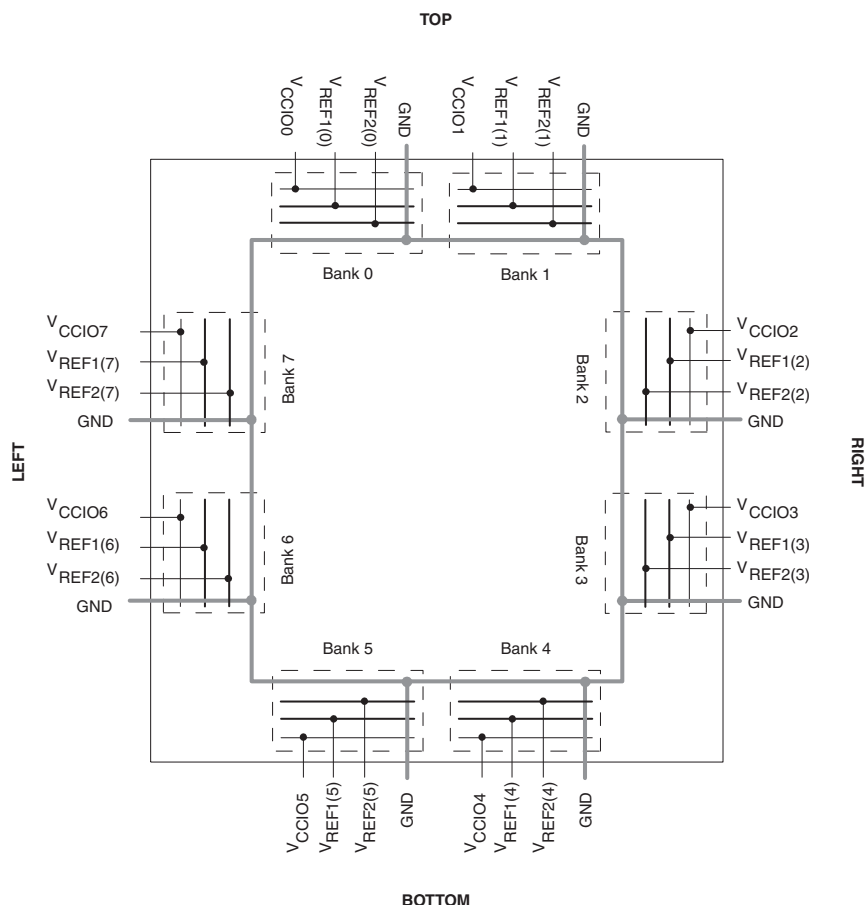 TOP
VCCIO0
VREF1(0)
VREF2(0)
GND
VCCIO1
VREF1(1)
VREF2(1)
GND
Bank 0
Bank 1
VCCIO7
VREF1(7)
VREF2(7)
GND
Bank 7
Bank 2
VCCIO2
VREF1(2)
VREF2(2)
GND
LEFT
RIGHT
VCCIO6
VREF1(6)
VREF2(6)
GND
Bank 6
Bank 3
VCCIO3
VREF1(3)
VREF2(3)
GND
Bank 5
Bank 4
VCCIO5
VREF1(5)
VREF2(5)
GND
VCCIO4
VREF1(4)
VREF2(4)
GND
BOTTOM